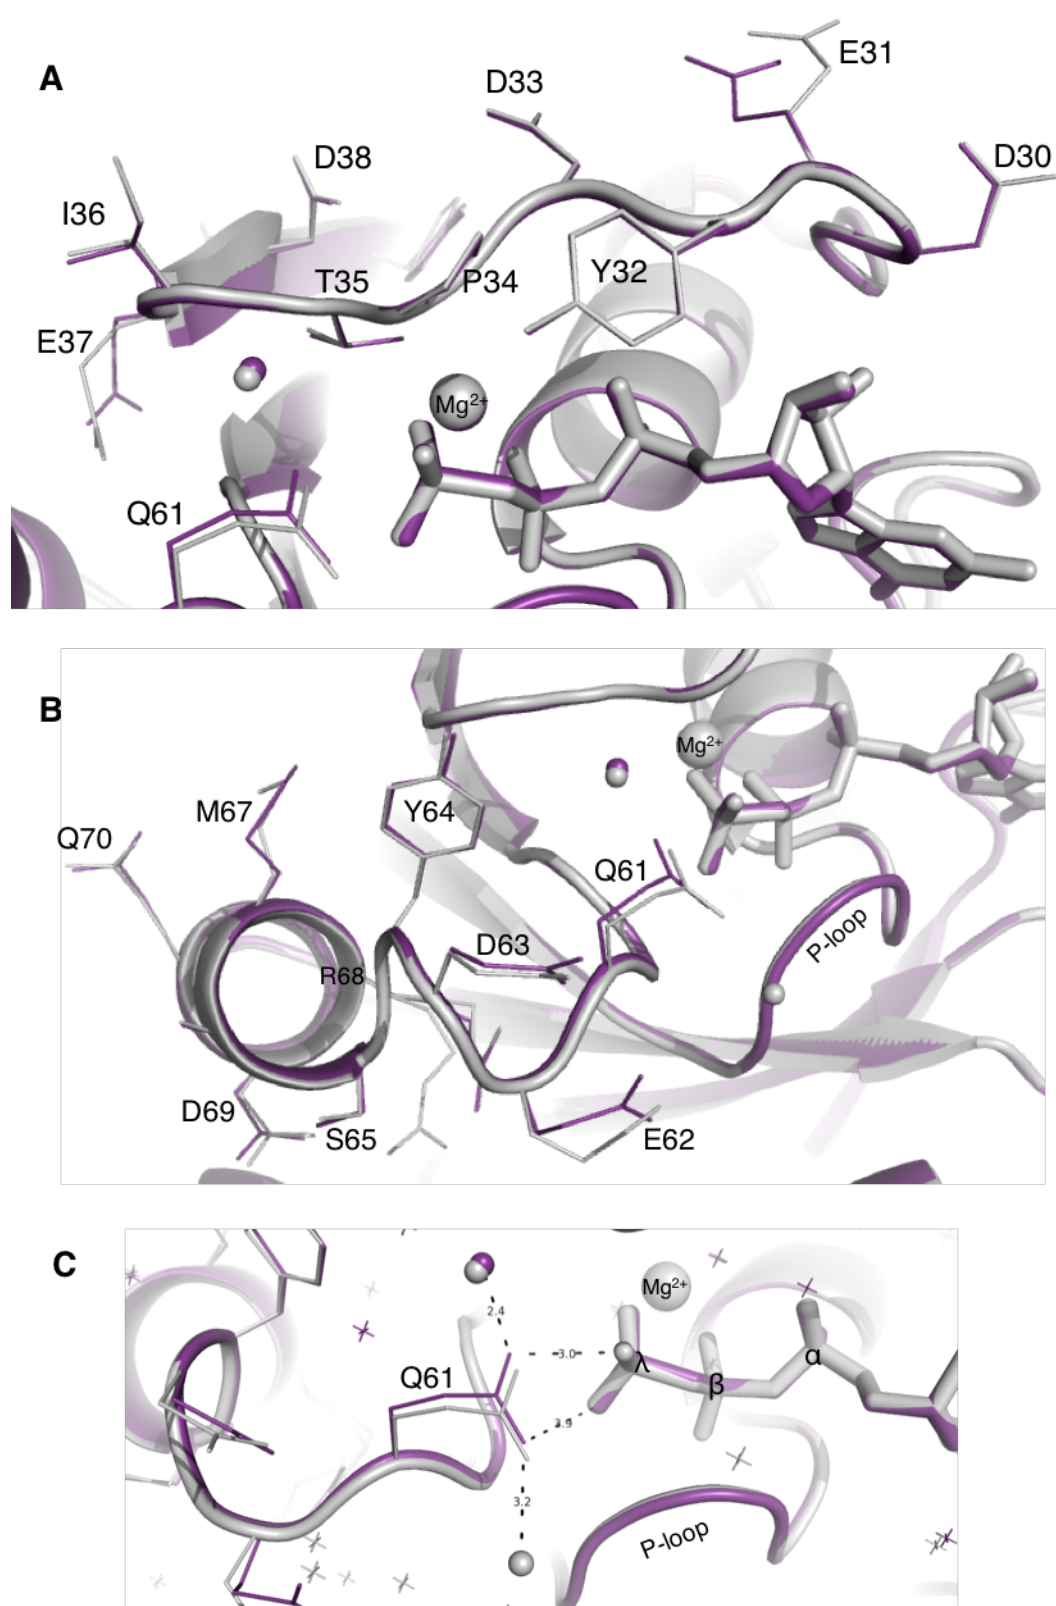 A
E31
D33
D30
D38
I36
T35
P34
Y32
E37
Mg2+
Q61
B
Mg2+
M67
Y64
Q70
Q61
P-loop
D63
R68
D69
S65
E62
C
Mg2+
2.4
3.0
λ
α
Q61
β
3.9
3.2
P-loop